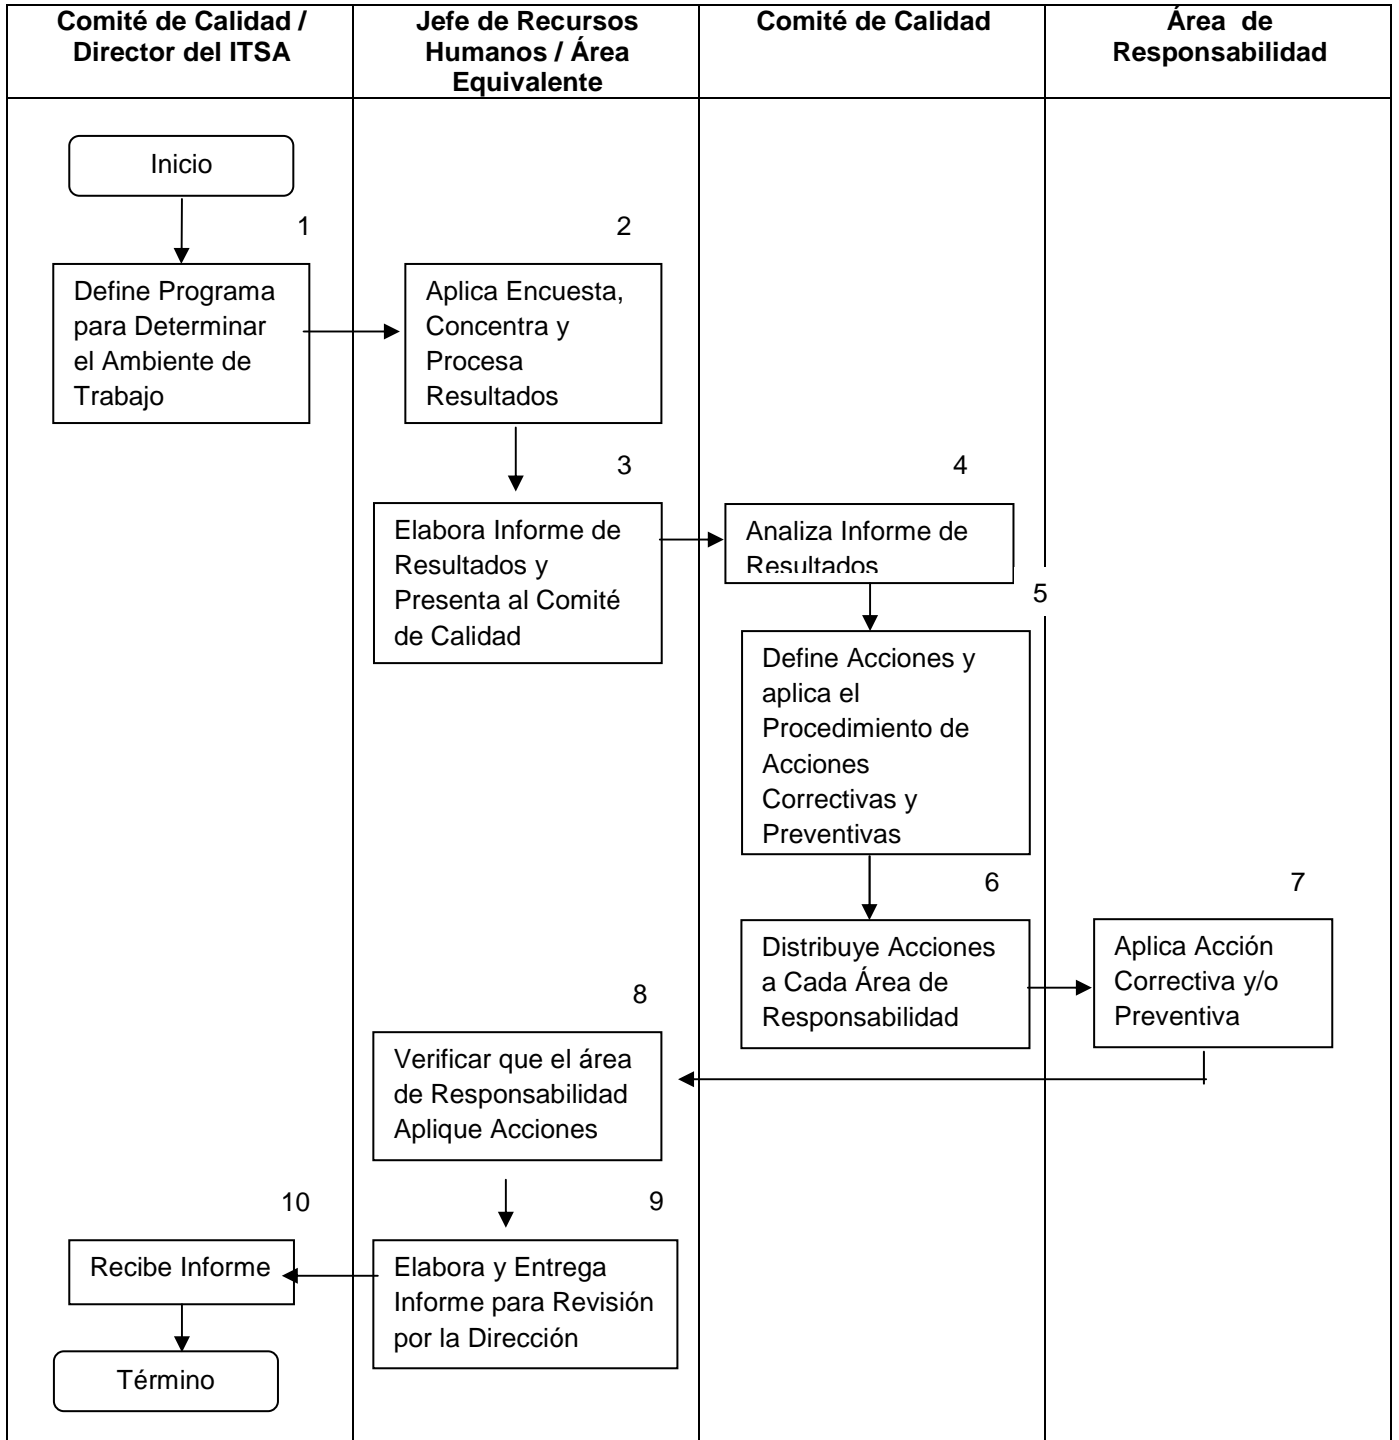 Comité de Calidad /
Director del ITSA
Jefe de Recursos
Humanos / Área
Equivalente
Comité de Calidad
Área de
Responsabilidad
Inicio
1
Define Programa
para Determinar
el Ambiente de
Trabajo
2
Aplica Encuesta,
Concentra y
Procesa
Resultados
3
Elabora Informe de
Resultados y
Presenta al Comité
de Calidad
4
Analiza Informe de
Resultados
5
Define Acciones y
aplica el
Procedimiento de
Acciones
Correctivas y
Preventivas
6
Distribuye Acciones
a Cada Área de
Responsabilidad
7
Aplica Acción
Correctiva y/o
Preventiva
8
Verificar que el área
de Responsabilidad
Aplique Acciones
9
Elabora y Entrega
Informe para Revisión
por la Dirección
10
Recibe Informe
Término